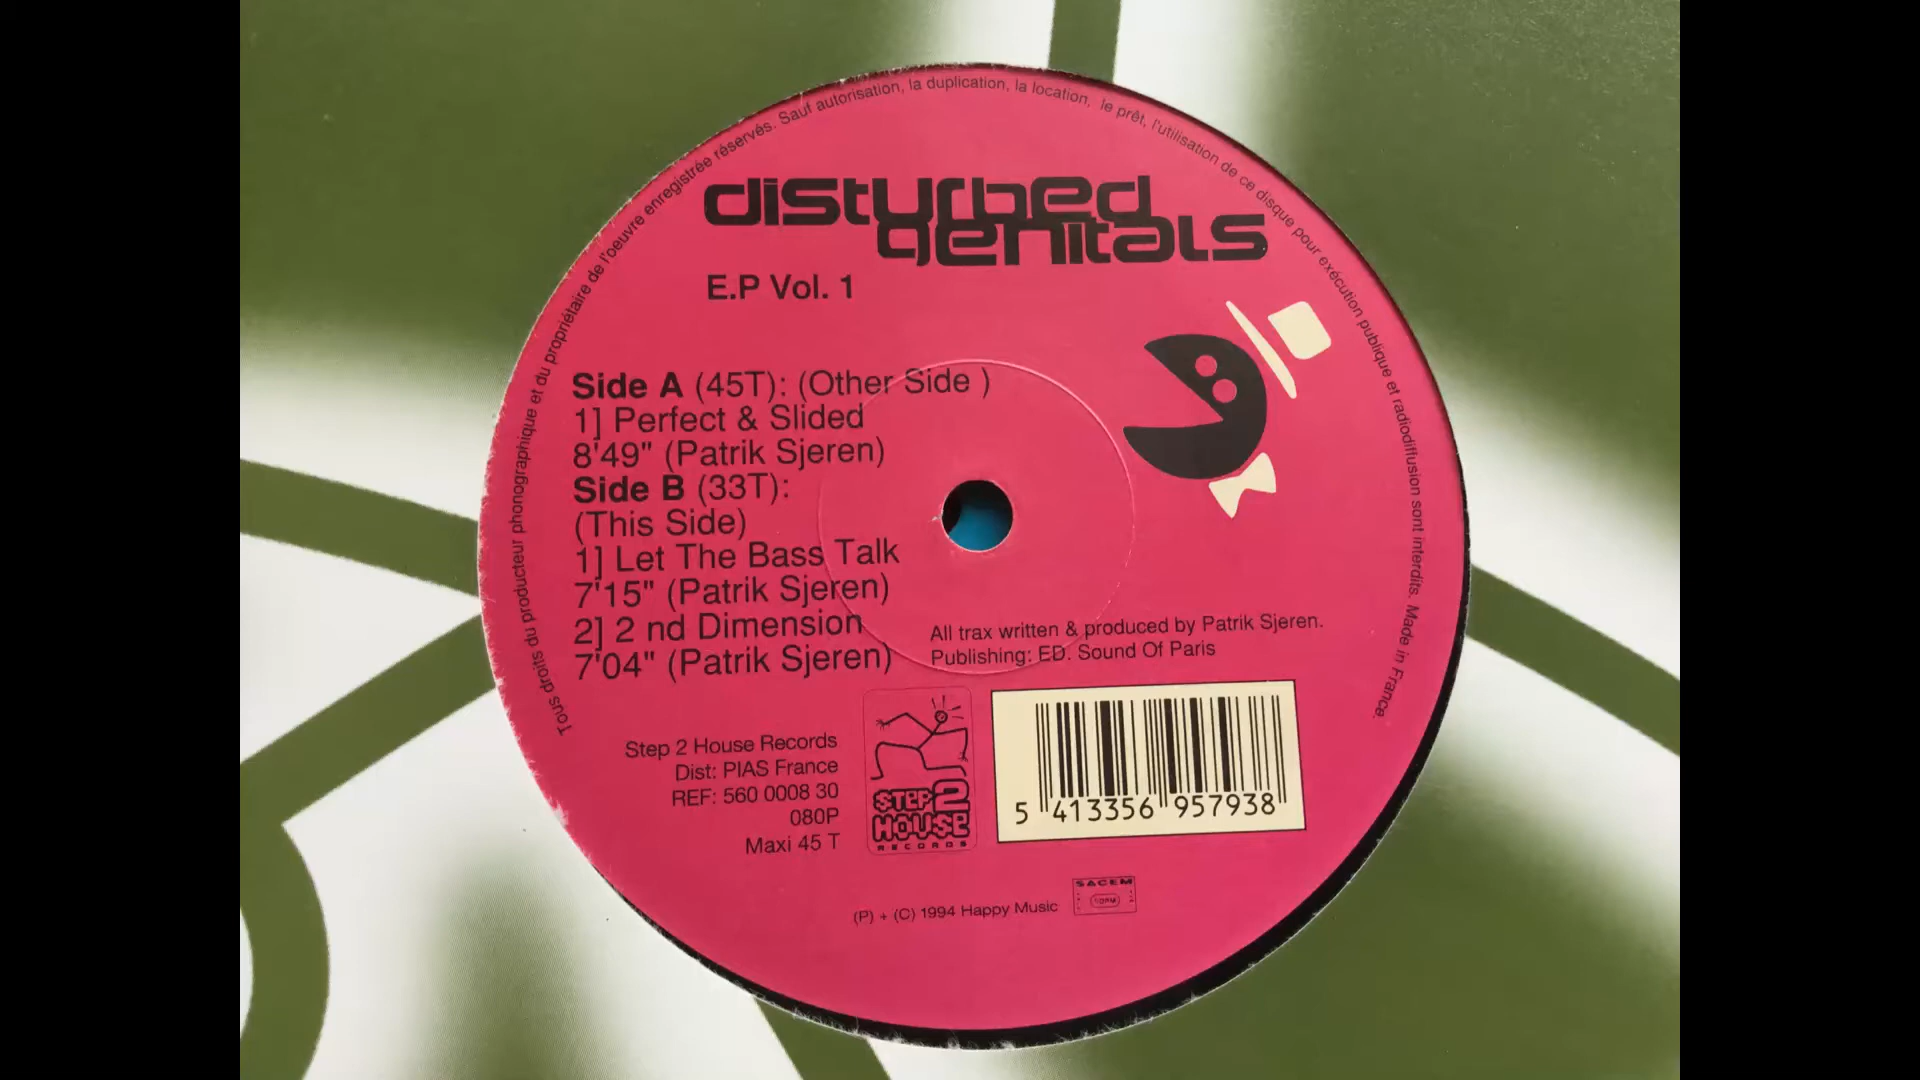 Tous droits du producteur phonographique et du propriétaire de l'oeuvre enregistrée réservés. Sauf autorisation, la duplication, la location, le prêt, l'utilisation de ce disque pour exécution publique et radiodiffusion sont interdits. Made in France.
disturbed
genitals
E.P Vol. 1
Side A (45T): (Other Side )
1] Perfect & Slided
8'49" (Patrik Sjeren)
Side B (33T):
(This Side)
1] Let The Bass Talk
7'15" (Patrik Sjeren)
2] 2 nd Dimension
7'04" (Patrik Sjeren)
All trax written & produced by Patrik Sjeren.
Publishing: ED. Sound Of Paris
Step 2 House Records
Dist: PIAS France
REF: 560 0008 30
080P
Maxi 45 T
STEP 2
HOUSE
RECORDS
5 413356 957938
SACEM
SDRM
(P) + (C) 1994 Happy Music